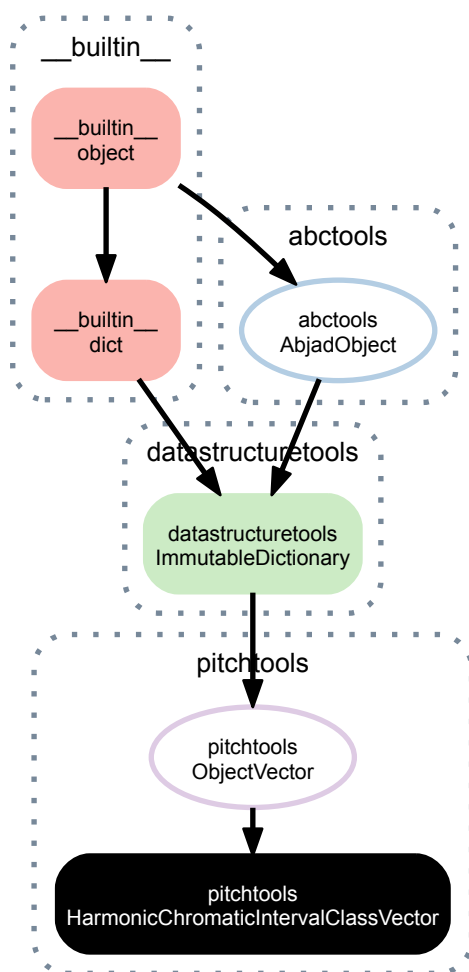 __builtin__
__builtin__
object
abctools
__builtin__
dict
abctools
AbjadObject
datastructuretools
datastructuretools
ImmutableDictionary
pitchtools
pitchtools
ObjectVector
pitchtools
HarmonicChromaticIntervalClassVector